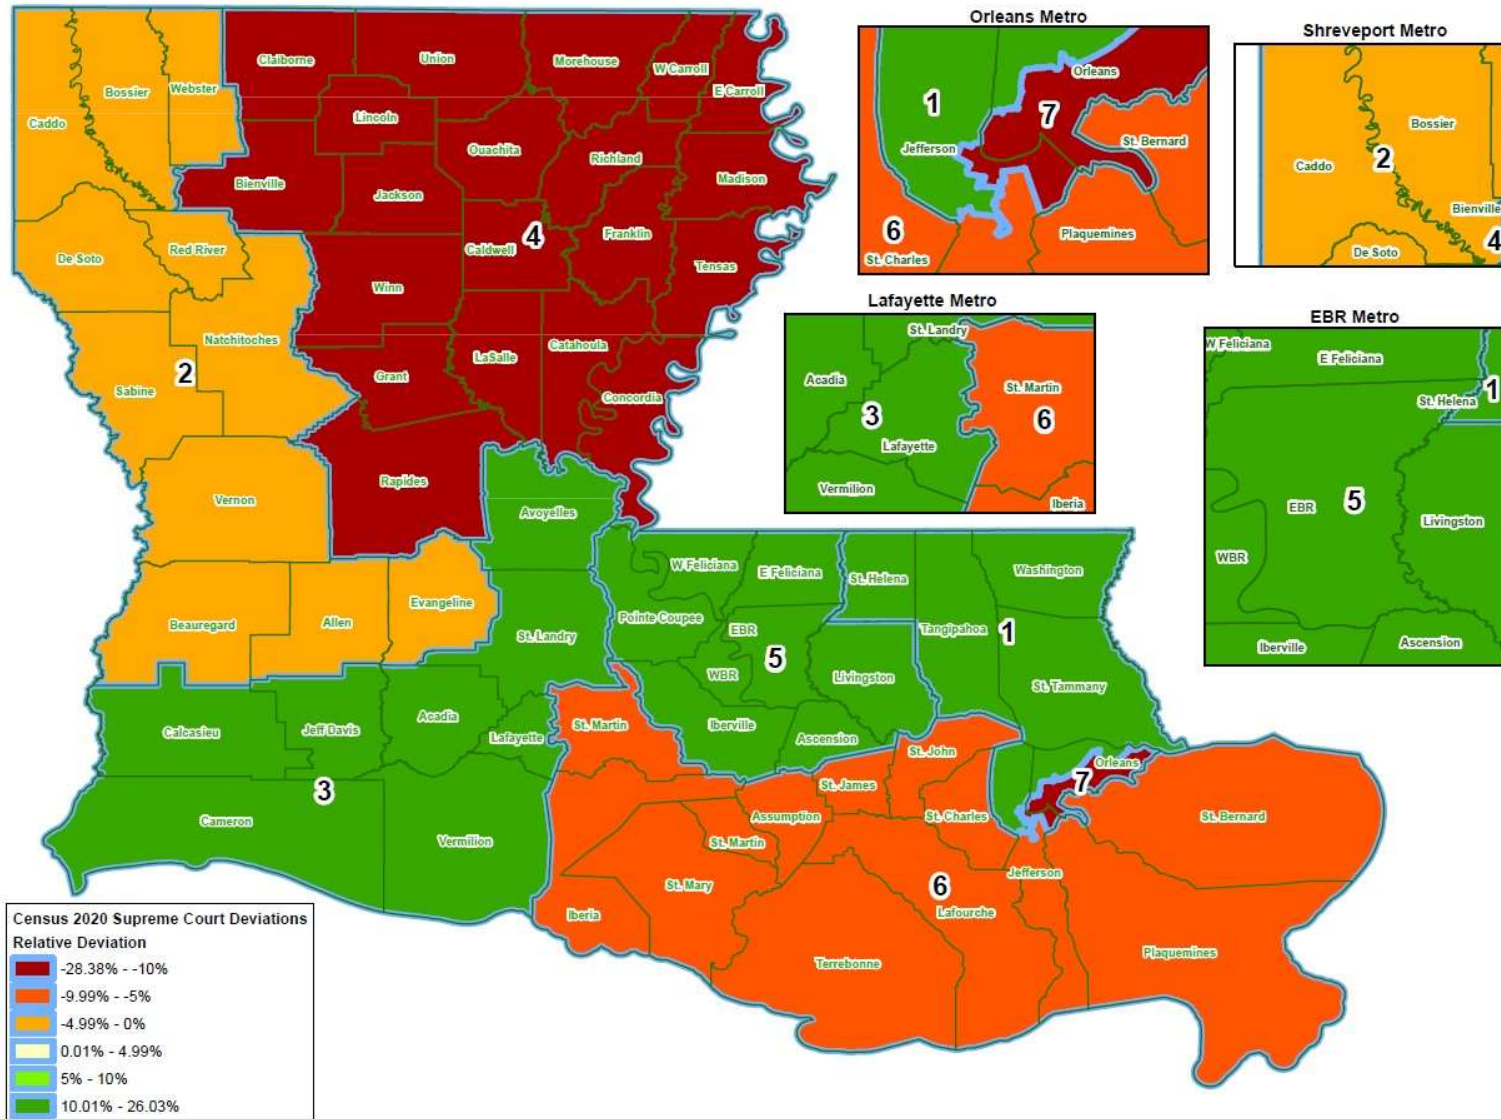 Claiborne
Union
Morehouse
W Carroll
E Carroll
Bossier
Webster
Caddo
Lincoln
Ouachita
Richland
Madison
Bienville
Jackson
De Soto
Red River
Caldwell
4
Franklin
Tensas
Winn
Natchitoches
2
Sabine
Grant
LaSalle
Catahoula
Concordia
Vernon
Rapides
Avoyelles
Beauregard
Allen
Evangeline
St. Landry
W Feliciana
E Feliciana
Pointe Coupee
EBR
5
WBR
Livingston
Iberville
Ascension
St. Helena
Washington
Tangipahoa
1
St. Tammany
Calcasieu
Jeff Davis
Acadia
Lafayette
3
Cameron
Vermilion
St. Martin
St. John
St. James
Assumption
St. Charles
St. Martin
St. Mary
Iberia
6
Lafourche
Terrebonne
Jefferson
7
Orleans
St. Bernard
Plaquemines
Orleans Metro
Orleans
1
7
Jefferson
St. Bernard
6
St. Charles
Plaquemines
Shreveport Metro
Bossier
2
Caddo
Bienville
De Soto
4
Lafayette Metro
St. Landry
Acadia
St. Martin
3
6
Lafayette
Vermilion
Iberia
EBR Metro
W Feliciana
E Feliciana
St. Helena
1
EBR
5
Livingston
WBR
Iberville
Ascension
Census 2020 Supreme Court Deviations
Relative Deviation
-28.38% - -10%
-9.99% - -5%
-4.99% - 0%
0.01% - 4.99%
5% - 10%
10.01% - 26.03%